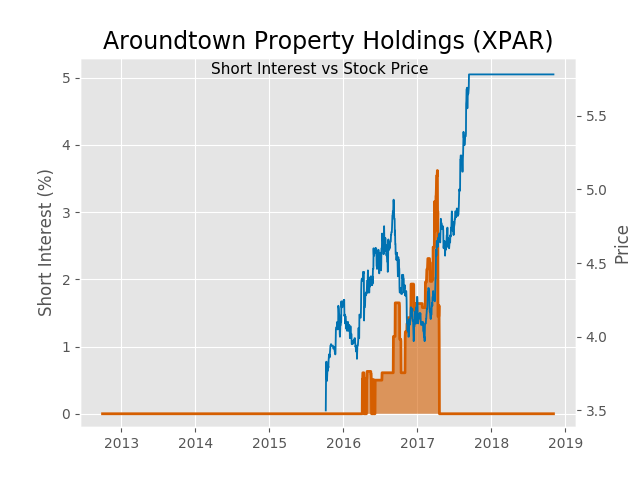 Aroundtown Property Holdings (XPAR)
Short Interest vs Stock Price
Short Interest (%)
5
4
3
2
1
0
5.5
5.0
4.5
4.0
3.5
Price
2013 2014 2015 2016 2017 2018 2019